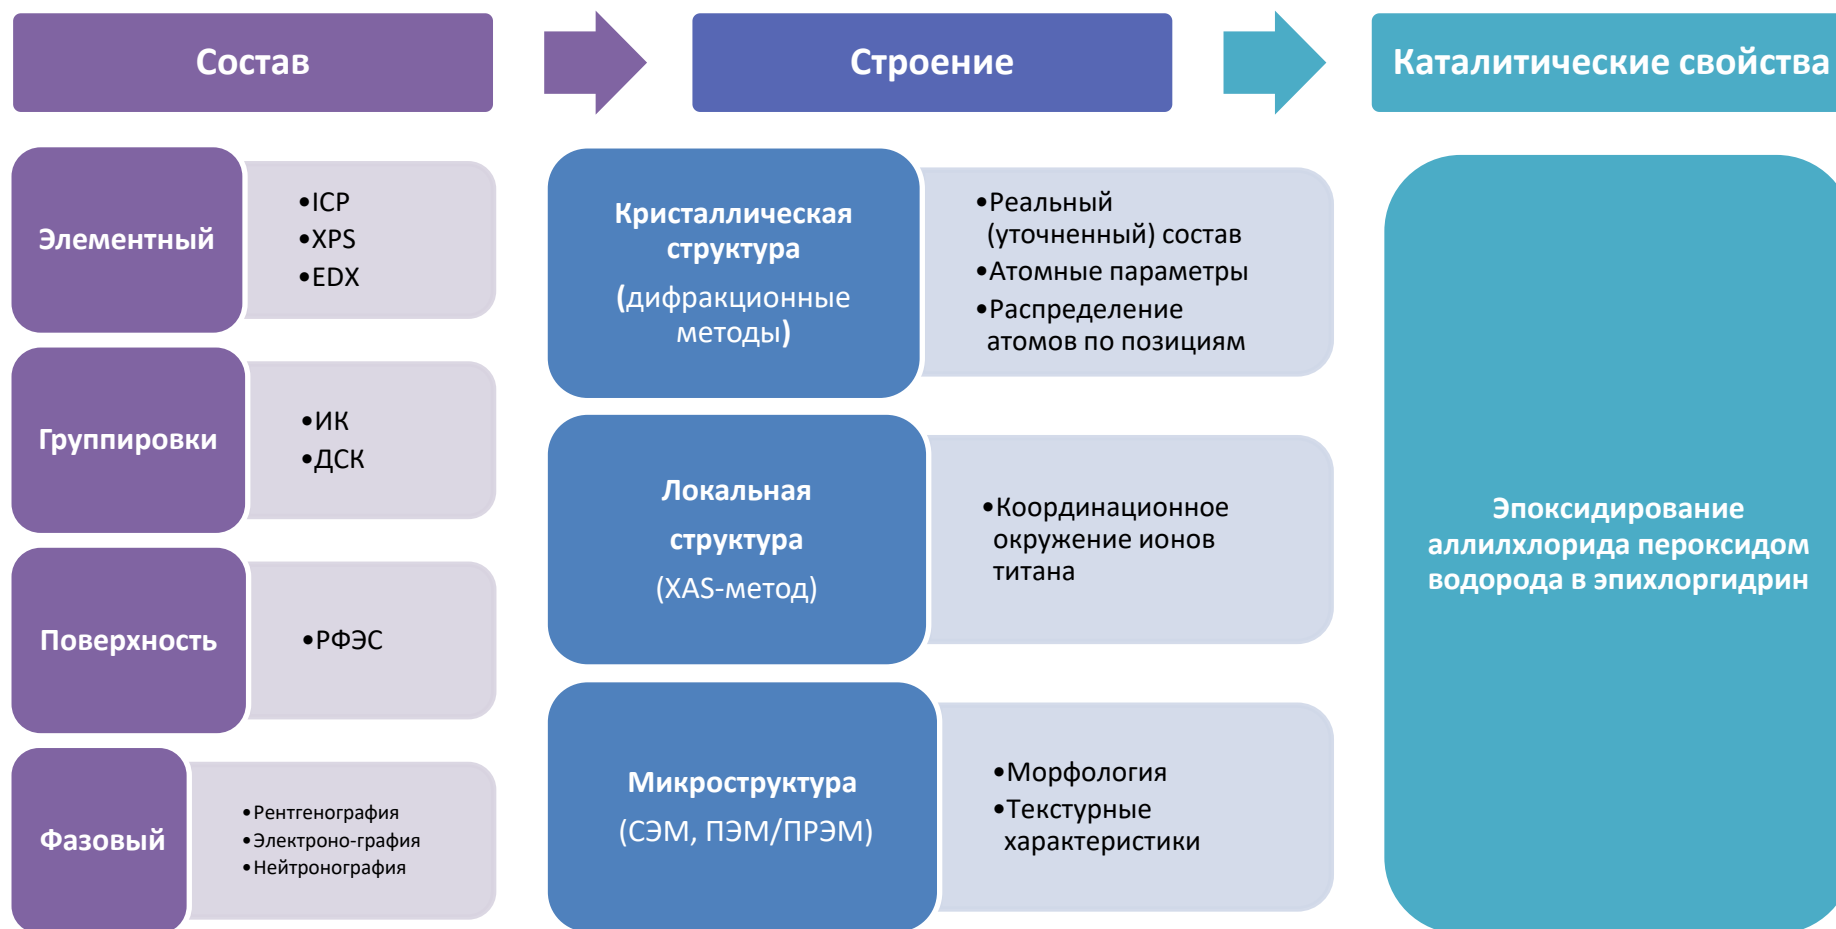 Состав
Строение
Каталитические свойства
Элементный
•ICP
•XPS
•EDX
Группировки
•ИК
•ДСК
Поверхность
•РФЭС
Фазовый
•Рентгенография
•Электроно-графия
•Нейтронография
Кристаллическая
структура
(дифракционные
методы)
•Реальный
(уточненный) состав
•Атомные параметры
•Распределение
атомов по позициям
Локальная
структура
(XAS-метод)
•Координационное
окружение ионов
титана
Микроструктура
(СЭМ, ПЭМ/ПРЭМ)
•Морфология
•Текстурные
характеристики
Эпоксидирование
аллилхлорида пероксидом
водорода в эпихлоргидрин